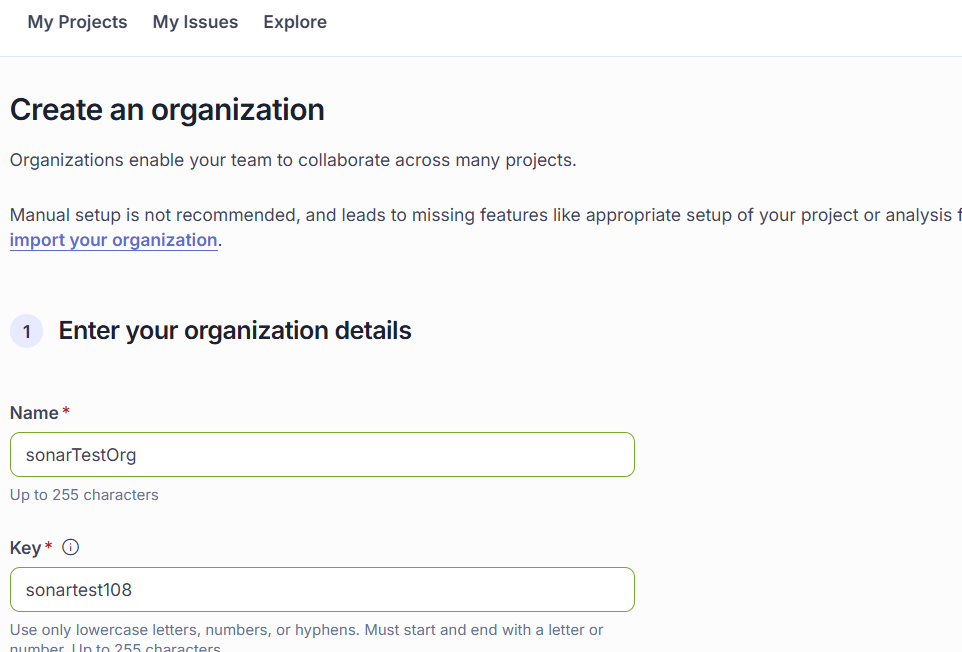 My Projects My Issues Explore
Create an organization
Organizations enable your team to collaborate across many projects.
Manual setup is not recommended, and leads to missing features like appropriate setup of your project or analysis f
import your organization.
1 Enter your organization details
Name *
sonarTestOrg
Up to 255 characters
Key *
sonartest108
Use only lowercase letters, numbers, or hyphens. Must start and end with a letter or
number. Up to 255 characters.